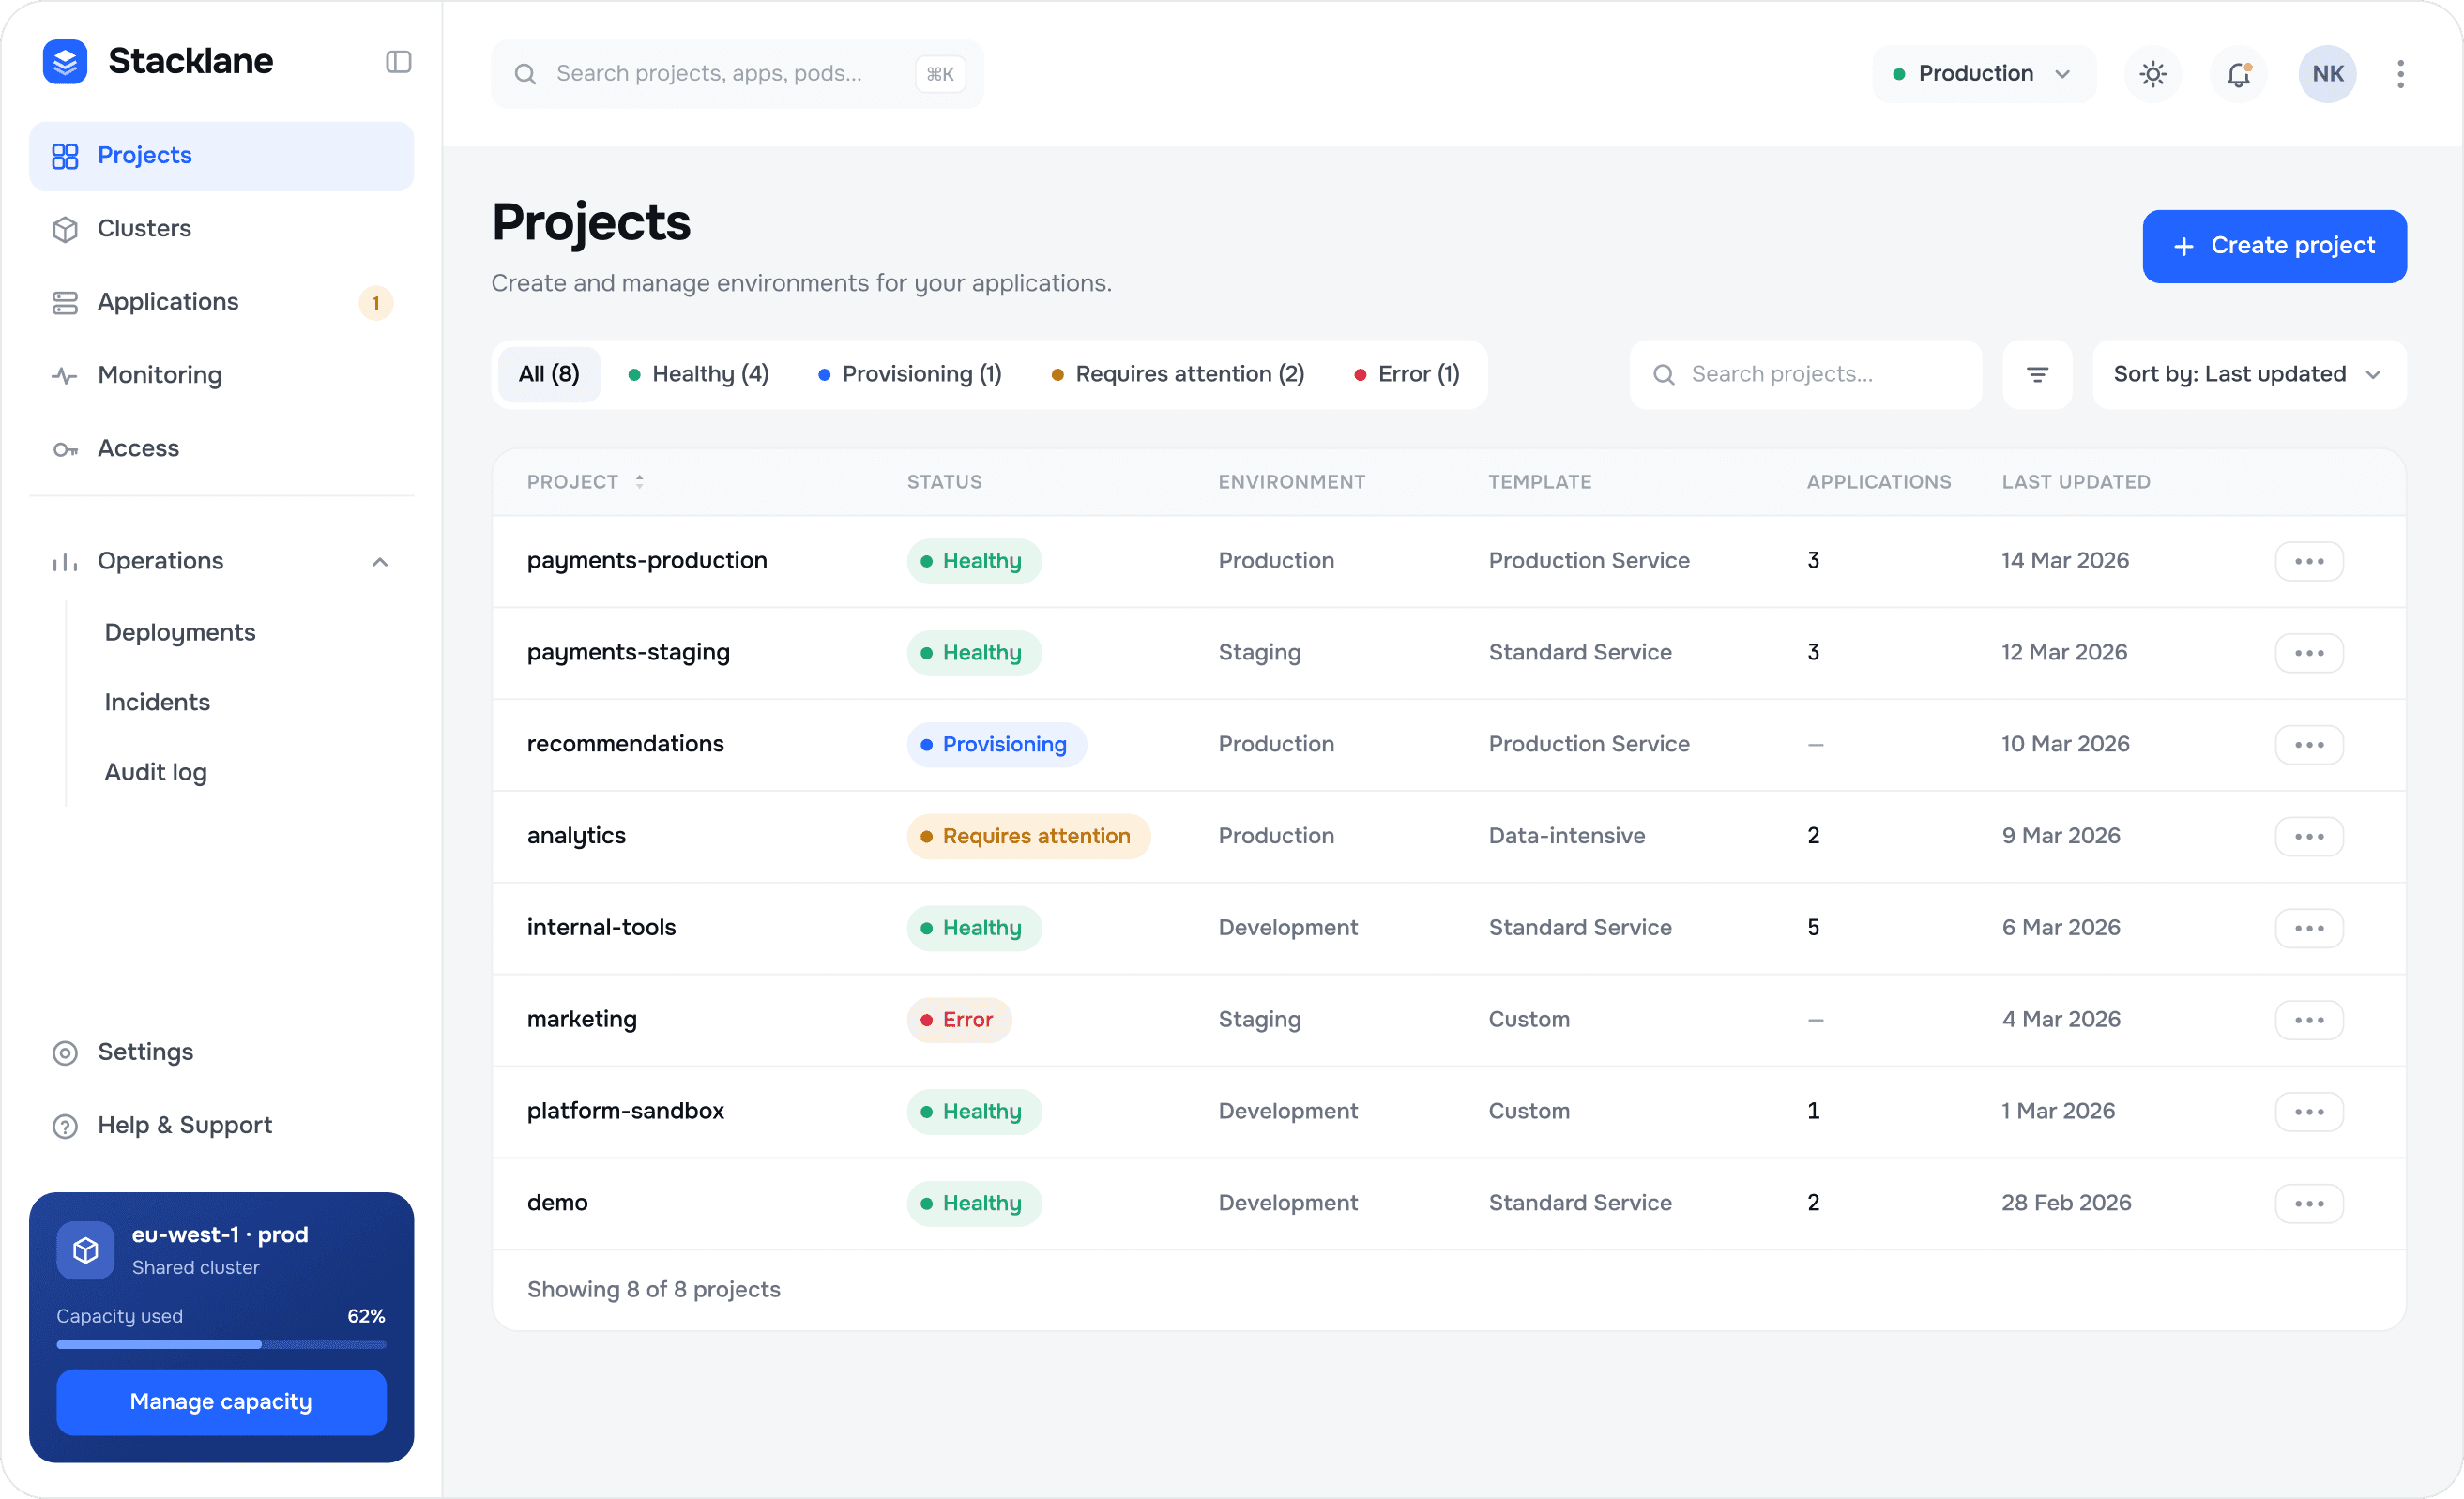 Stacklane
Projects
Clusters
Applications 1
Monitoring
Access
Operations
Deployments
Incidents
Audit log
Settings
Help & Support
eu-west-1 · prod
Shared cluster
Capacity used 62%
Manage capacity
Search projects, apps, pods... ⌘K
Production
NK
Projects
Create and manage environments for your applications.
+ Create project
All (8) Healthy (4) Provisioning (1) Requires attention (2) Error (1)
Search projects...
Sort by: Last updated
PROJECT STATUS ENVIRONMENT TEMPLATE APPLICATIONS LAST UPDATED
payments-production Healthy Production Production Service 3 14 Mar 2026
payments-staging Healthy Staging Standard Service 3 12 Mar 2026
recommendations Provisioning Production Production Service – 10 Mar 2026
analytics Requires attention Production Data-intensive 2 9 Mar 2026
internal-tools Healthy Development Standard Service 5 6 Mar 2026
marketing Error Staging Custom – 4 Mar 2026
platform-sandbox Healthy Development Custom 1 1 Mar 2026
demo Healthy Development Standard Service 2 28 Feb 2026
Showing 8 of 8 projects